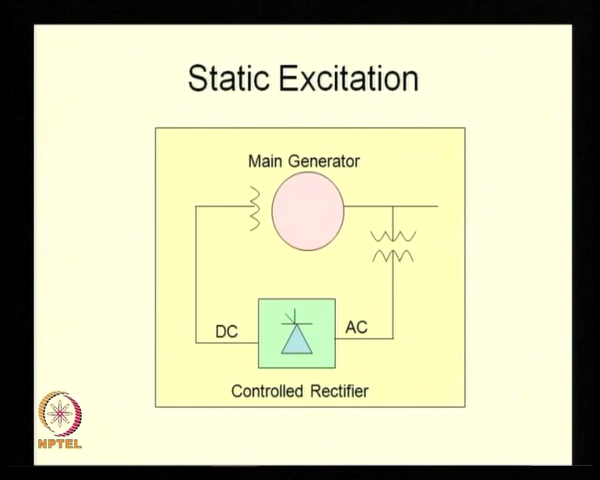 Static Excitation
Main Generator
DC
AC
Controlled Rectifier
NPTEL